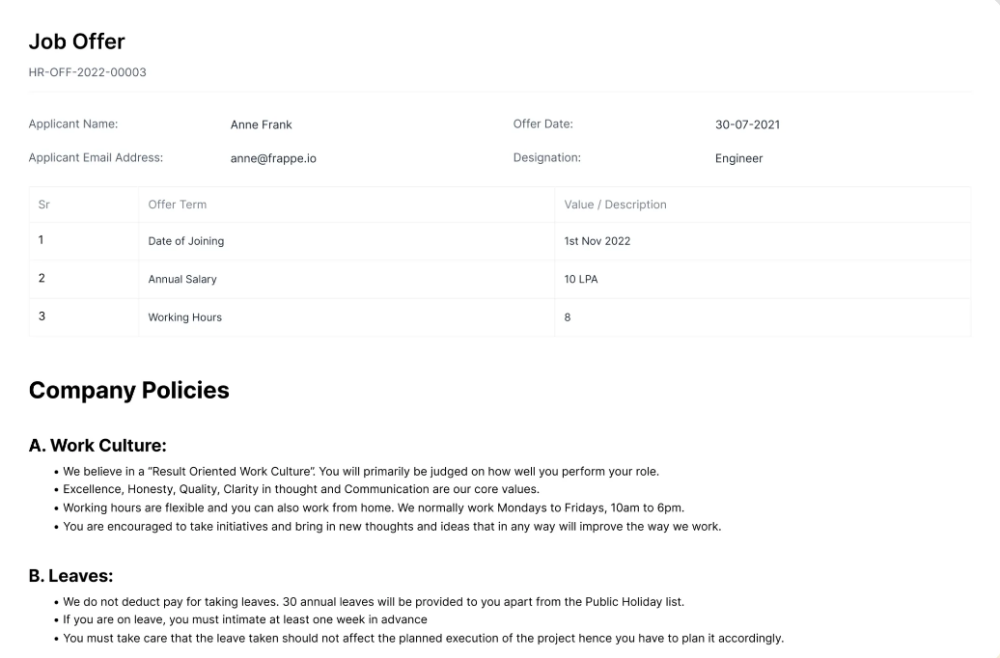 Job Offer
HR-OFF-2022-00003
Applicant Name: Anne Frank Offer Date: 30-07-2021
Applicant Email Address: anne@frappe.io Designation: Engineer
Sr Offer Term Value / Description
1 Date of Joining 1st Nov 2022
2 Annual Salary 10 LPA
3 Working Hours 8
Company Policies
A. Work Culture:
• We believe in a “Result Oriented Work Culture”. You will primarily be judged on how well you perform your role.
• Excellence, Honesty, Quality, Clarity in thought and Communication are our core values.
• Working hours are flexible and you can also work from home. We normally work Mondays to Fridays, 10am to 6pm.
• You are encouraged to take initiatives and bring in new thoughts and ideas that in any way will improve the way we work.
B. Leaves:
• We do not deduct pay for taking leaves. 30 annual leaves will be provided to you apart from the Public Holiday list.
• If you are on leave, you must intimate at least one week in advance
• You must take care that the leave taken should not affect the planned execution of the project hence you have to plan it accordingly.